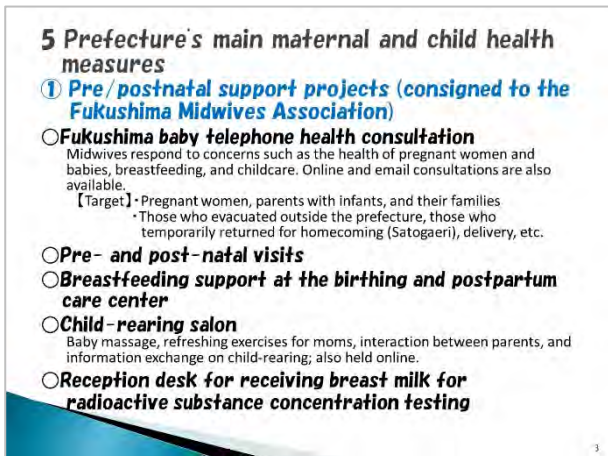 5 Prefecture's main maternal and child health
measures
① Pre/postnatal support projects (consigned to the
Fukushima Midwives Association)
○Fukushima baby telephone health consultation
Midwives respond to concerns such as the health of pregnant women and
babies, breastfeeding, and childcare. Online and email consultations are also
available.
【Target】・Pregnant women, parents with infants, and their families
・Those who evacuated outside the prefecture, those who
temporarily returned for homecoming (Satogaeri), delivery, etc.
○Pre- and post-natal visits
○Breastfeeding support at the birthing and postpartum
care center
○Child-rearing salon
Baby massage, refreshing exercises for moms, interaction between parents, and
information exchange on child-rearing; also held online.
○Reception desk for receiving breast milk for
radioactive substance concentration testing
3